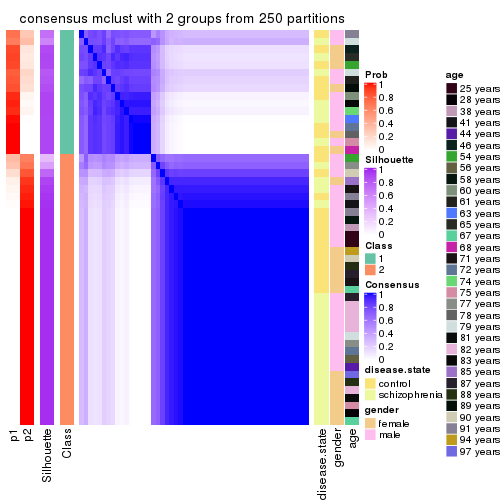 consensus mclust with 2 groups from 250 partitions
Prob
1
0.8
0.6
0.4
0.2
0
Silhouette
1
0.8
0.6
0.4
0.2
0
Class
1
2
Consensus
1
0.8
0.6
0.4
0.2
0
disease.state
control
schizophrenia
gender
female
male
age
25 years
28 years
38 years
41 years
44 years
46 years
54 years
56 years
58 years
60 years
61 years
63 years
65 years
67 years
68 years
71 years
72 years
74 years
75 years
77 years
78 years
79 years
81 years
82 years
83 years
85 years
87 years
88 years
89 years
90 years
91 years
94 years
97 years
p1
p2
Silhouette
Class
disease.state
gender
age